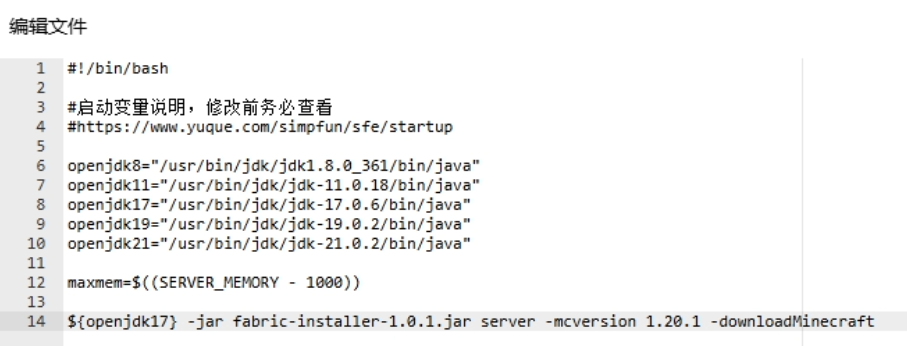 编辑文件
1 #!/bin/bash
2
3 #启动变量说明，修改前务必查看
4 #https://www.yuque.com/simpfun/sfe/startup
5
6 openjdk8="/usr/bin/jdk/jdk1.8.0_361/bin/java"
7 openjdk11="/usr/bin/jdk/jdk-11.0.18/bin/java"
8 openjdk17="/usr/bin/jdk/jdk-17.0.6/bin/java"
9 openjdk19="/usr/bin/jdk/jdk-19.0.2/bin/java"
10 openjdk21="/usr/bin/jdk/jdk-21.0.2/bin/java"
11
12 maxmem=$((SERVER_MEMORY - 1000))
13
14 ${openjdk17} -jar fabric-installer-1.0.1.jar server -mcversion 1.20.1 -downloadMinecraft